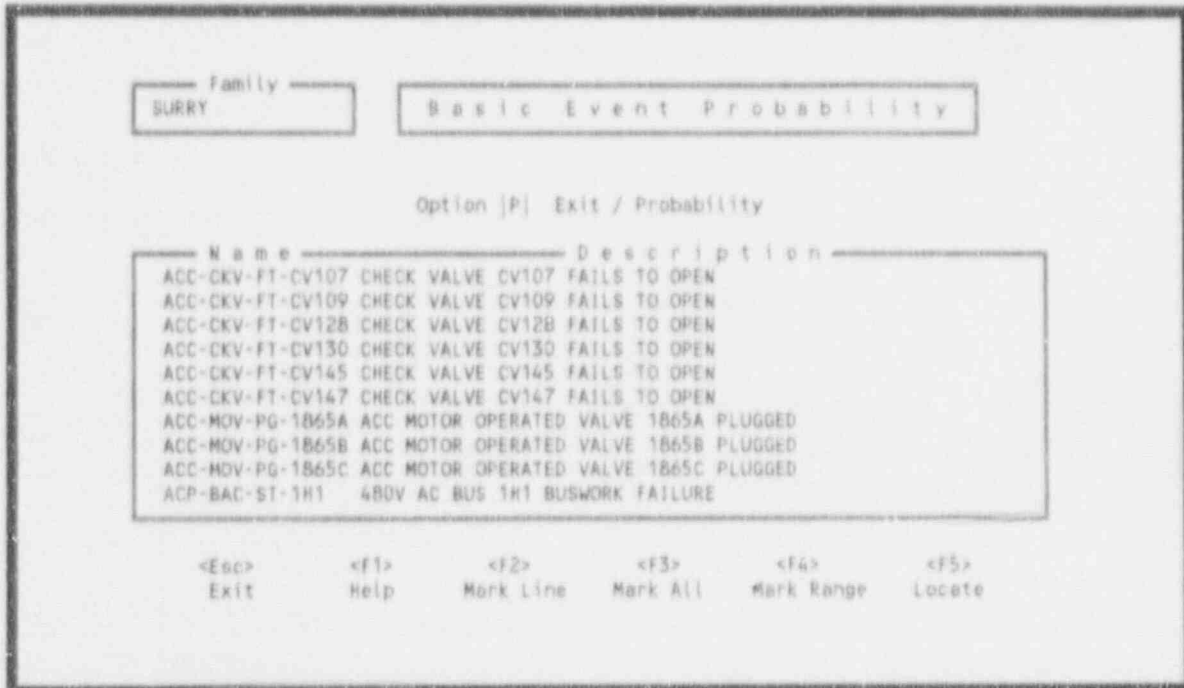 Family
SURRY
Basic Event Probability
Option |P| Exit / Probability
Name Description
ACC-CKV-FT-CV107 CHECK VALVE CV107 FAILS TO OPEN
ACC-CKV-FT-CV109 CHECK VALVE CV109 FAILS TO OPEN
ACC-CKV-FT-CV128 CHECK VALVE CV128 FAILS TO OPEN
ACC-CKV-FT-CV130 CHECK VALVE CV130 FAILS TO OPEN
ACC-CKV-FT-CV145 CHECK VALVE CV145 FAILS TO OPEN
ACC-CKV-FT-CV147 CHECK VALVE CV147 FAILS TO OPEN
ACC-MOV-PG-1865A ACC MOTOR OPERATED VALVE 1865A PLUGGED
ACC-MOV-PG-1865B ACC MOTOR OPERATED VALVE 1865B PLUGGED
ACC-MOV-PG-1865C ACC MOTOR OPERATED VALVE 1865C PLUGGED
ACP-BAC-ST-1H1 480V AC BUS 1H1 BUSWORK FAILURE
<Esc> <F1> <F2> <F3> <F4> <F5>
Exit Help Mark Line Mark All Mark Range Locate